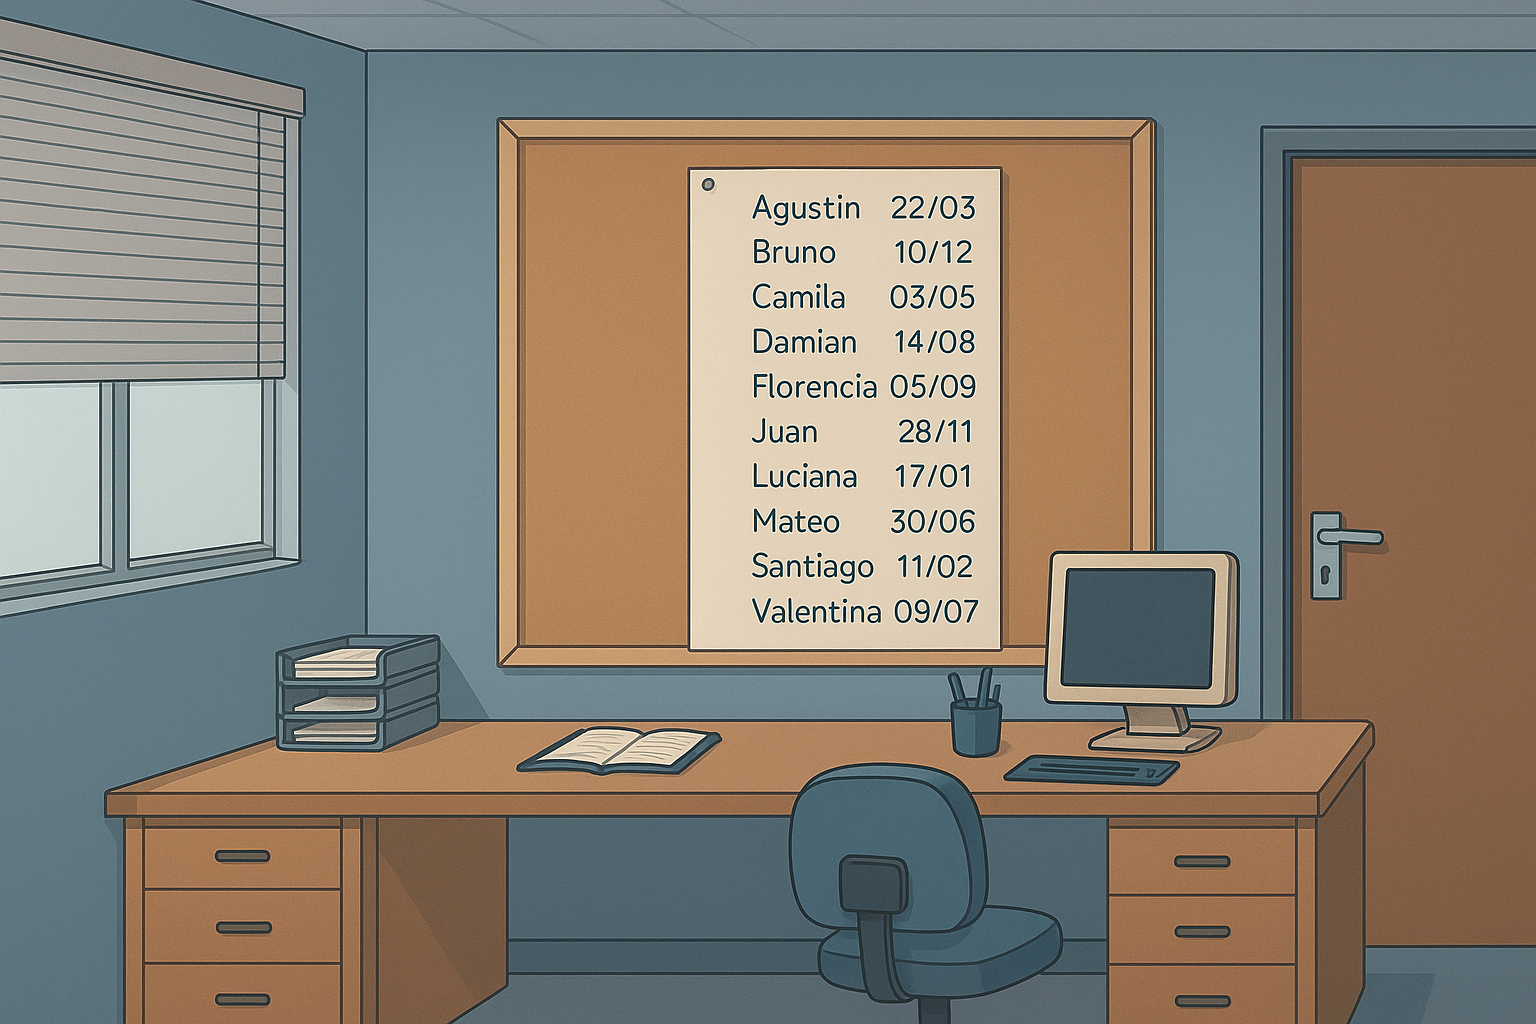 Agustin 22/03
Bruno 10/12
Camila 03/05
Damian 14/08
Florencia 05/09
Juan 28/11
Luciana 17/01
Mateo 30/06
Santiago 11/02
Valentina 09/07